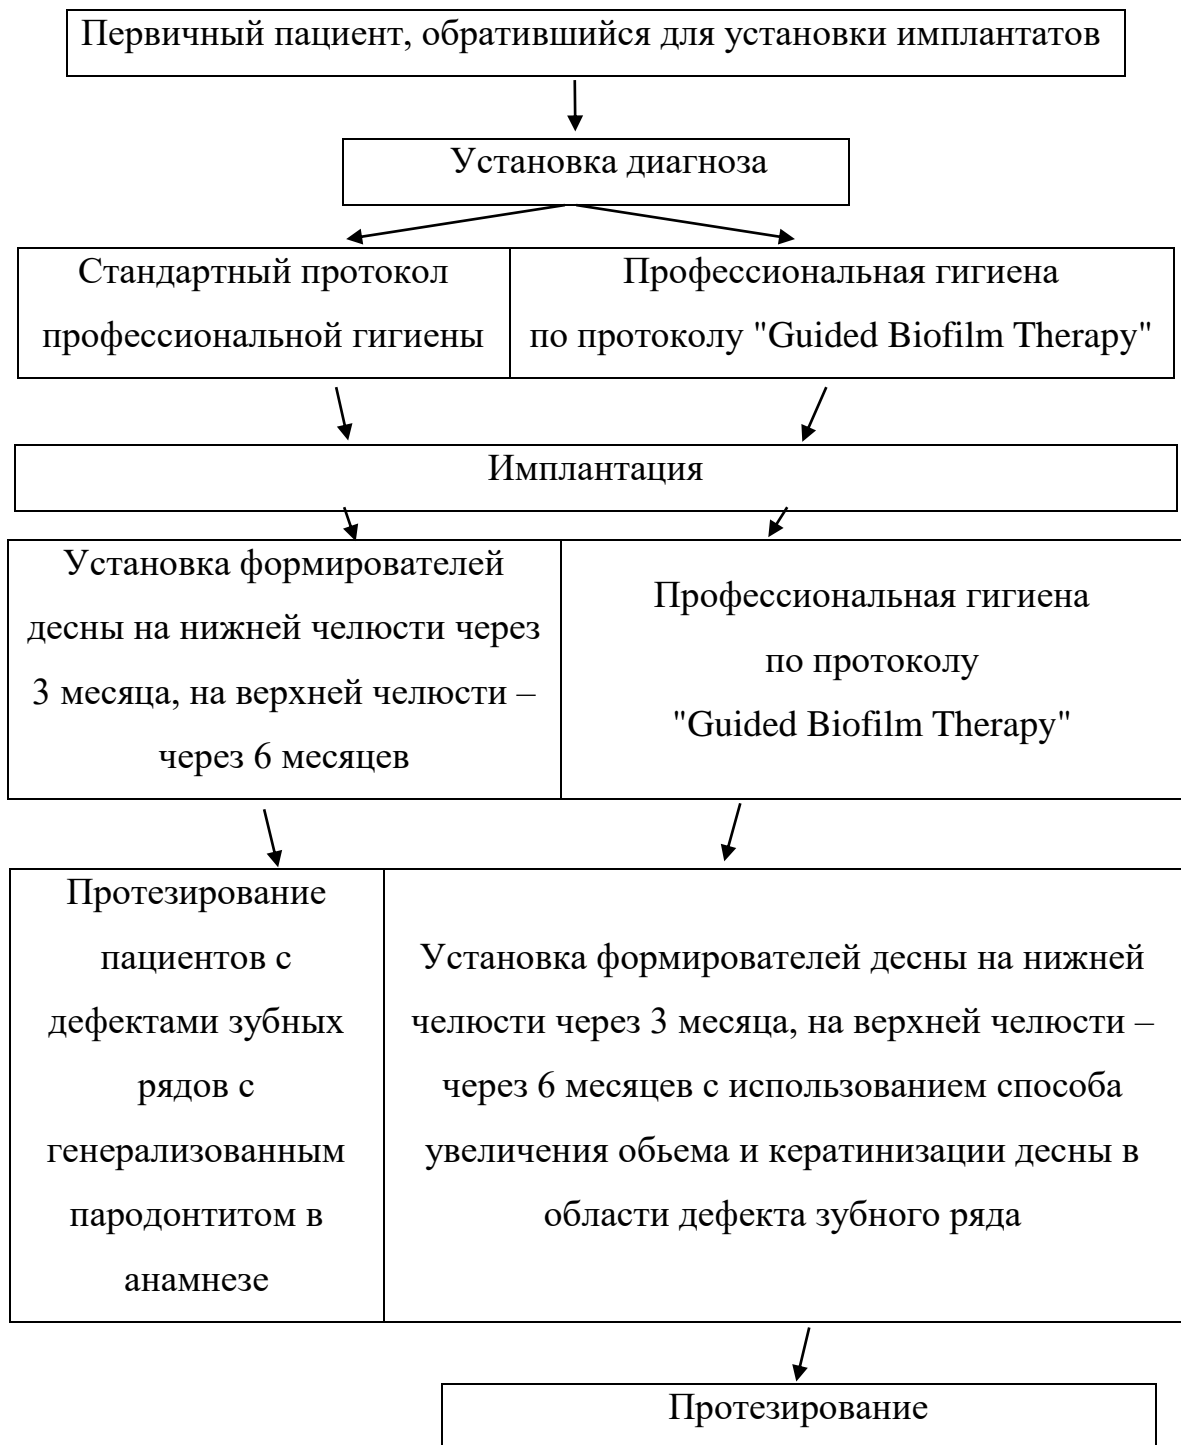 Первичный пациент, обратившийся для установки имплантатов
Установка диагноза
Стандартный протокол
профессиональной гигиены
Профессиональная гигиена
по протоколу "Guided Biofilm Therapy"
Имплантация
Установка формирователей
десны на нижней челюсти через
3 месяца, на верхней челюсти –
через 6 месяцев
Профессиональная гигиена
по протоколу
"Guided Biofilm Therapy"
Протезирование
пациентов с
дефектами зубных
рядов с
генерализованным
пародонтитом в
анамнезе
Установка формирователей десны на нижней
челюсти через 3 месяца, на верхней челюсти –
через 6 месяцев с использованием способа
увеличения обьема и кератинизации десны в
области дефекта зубного ряда
Протезирование